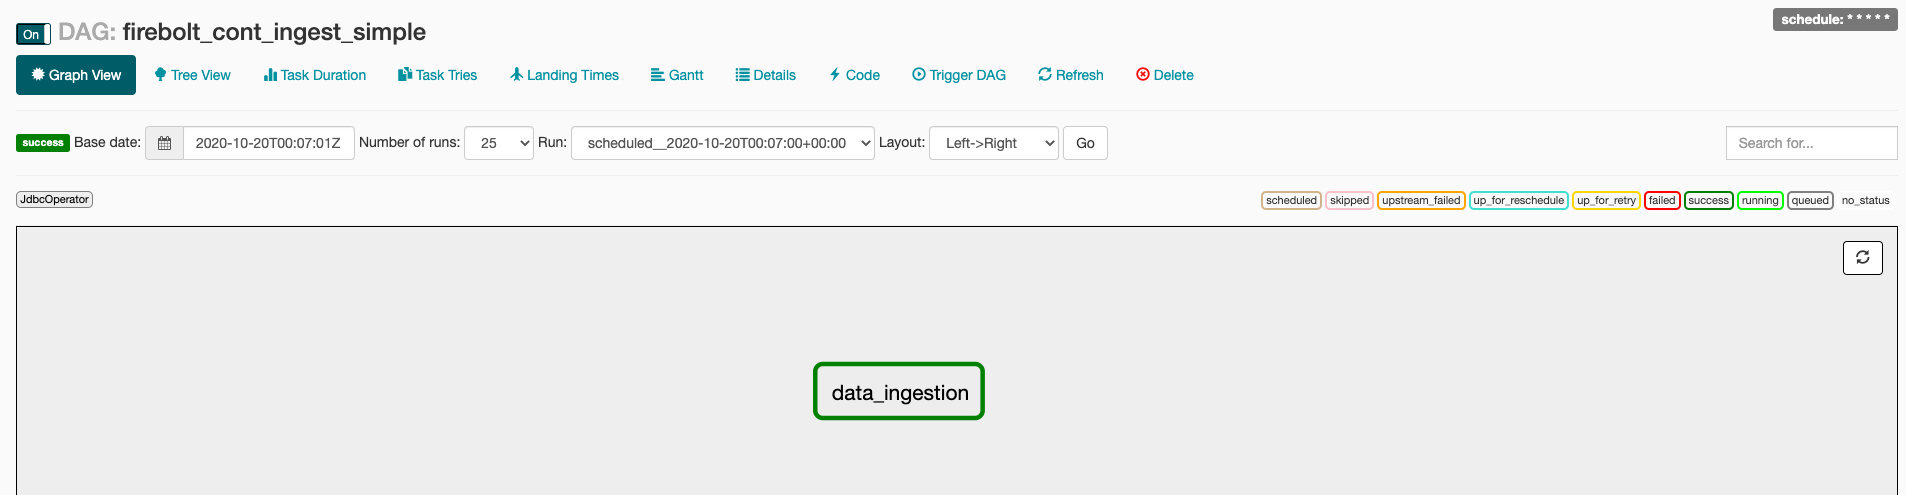 On DAG: firebolt_cont_ingest_simple schedule: * * * * *
Graph View Tree View Task Duration Task Tries Landing Times Gantt Details Code Trigger DAG Refresh Delete
success Base date: 2020-10-20T00:07:01Z Number of runs: 25 Run: scheduled__2020-10-20T00:07:00+00:00 Layout: Left->Right Go Search for...
JdbcOperator scheduled skipped upstream_failed up_for_reschedule up_for_retry failed success running queued no_status
data_ingestion